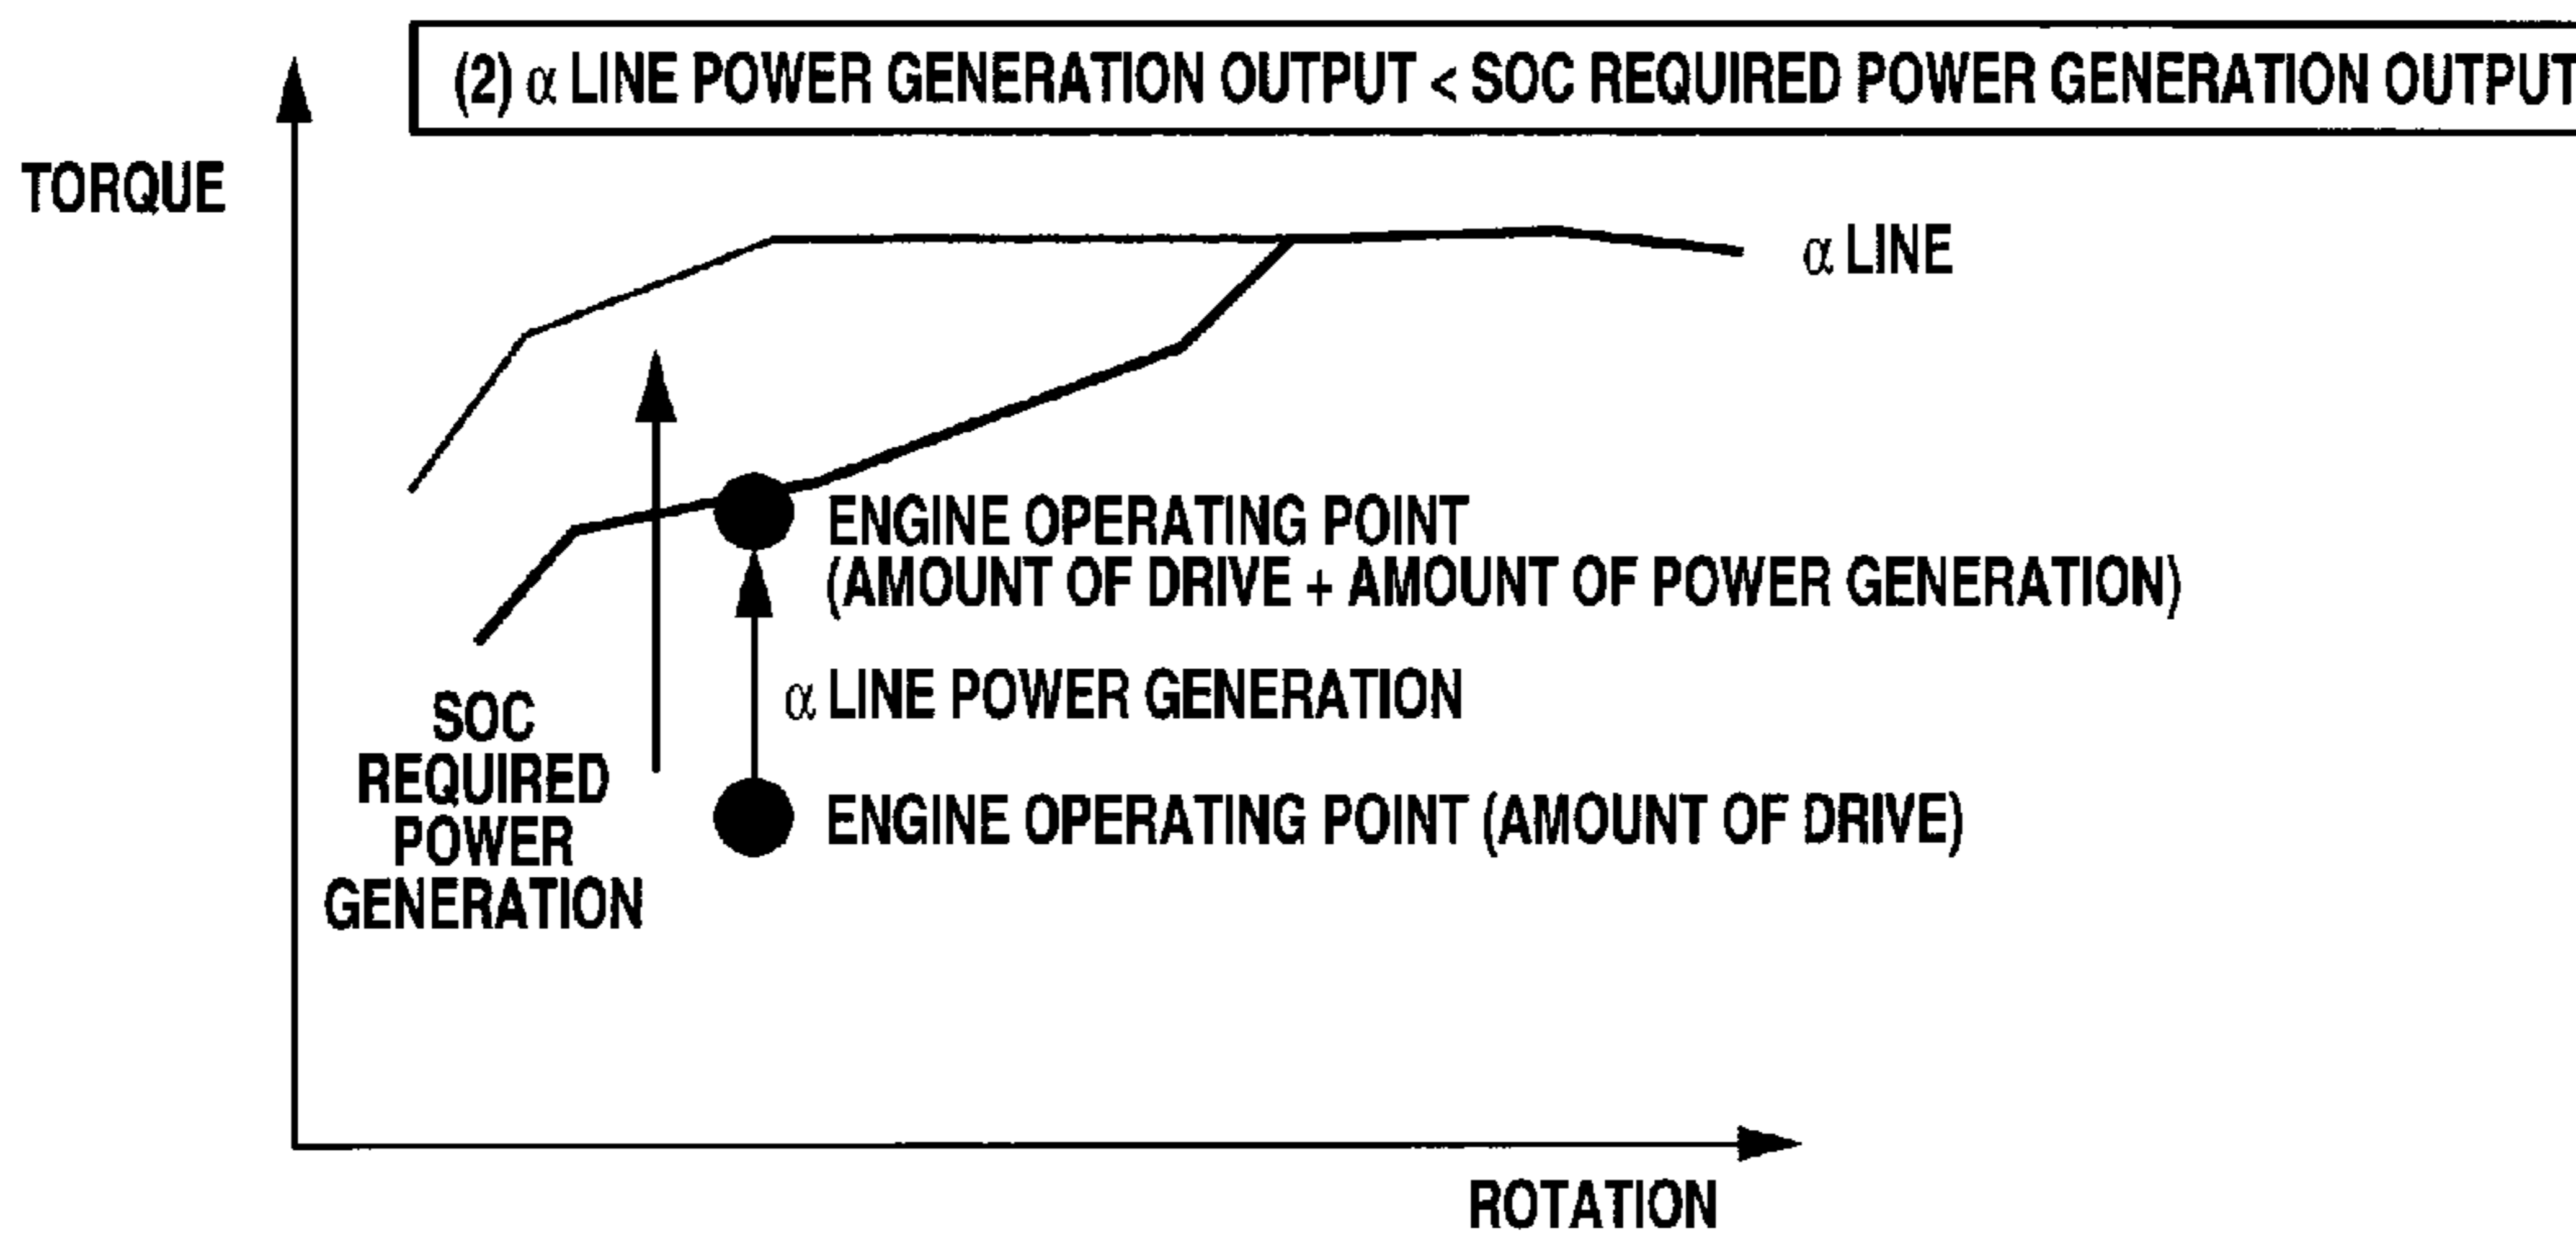 (2) α LINE POWER GENERATION OUTPUT < SOC REQUIRED POWER GENERATION OUTPUT
TORQUE
α LINE
ENGINE OPERATING POINT
(AMOUNT OF DRIVE + AMOUNT OF POWER GENERATION)
α LINE POWER GENERATION
SOC
REQUIRED
POWER
GENERATION
ENGINE OPERATING POINT (AMOUNT OF DRIVE)
ROTATION